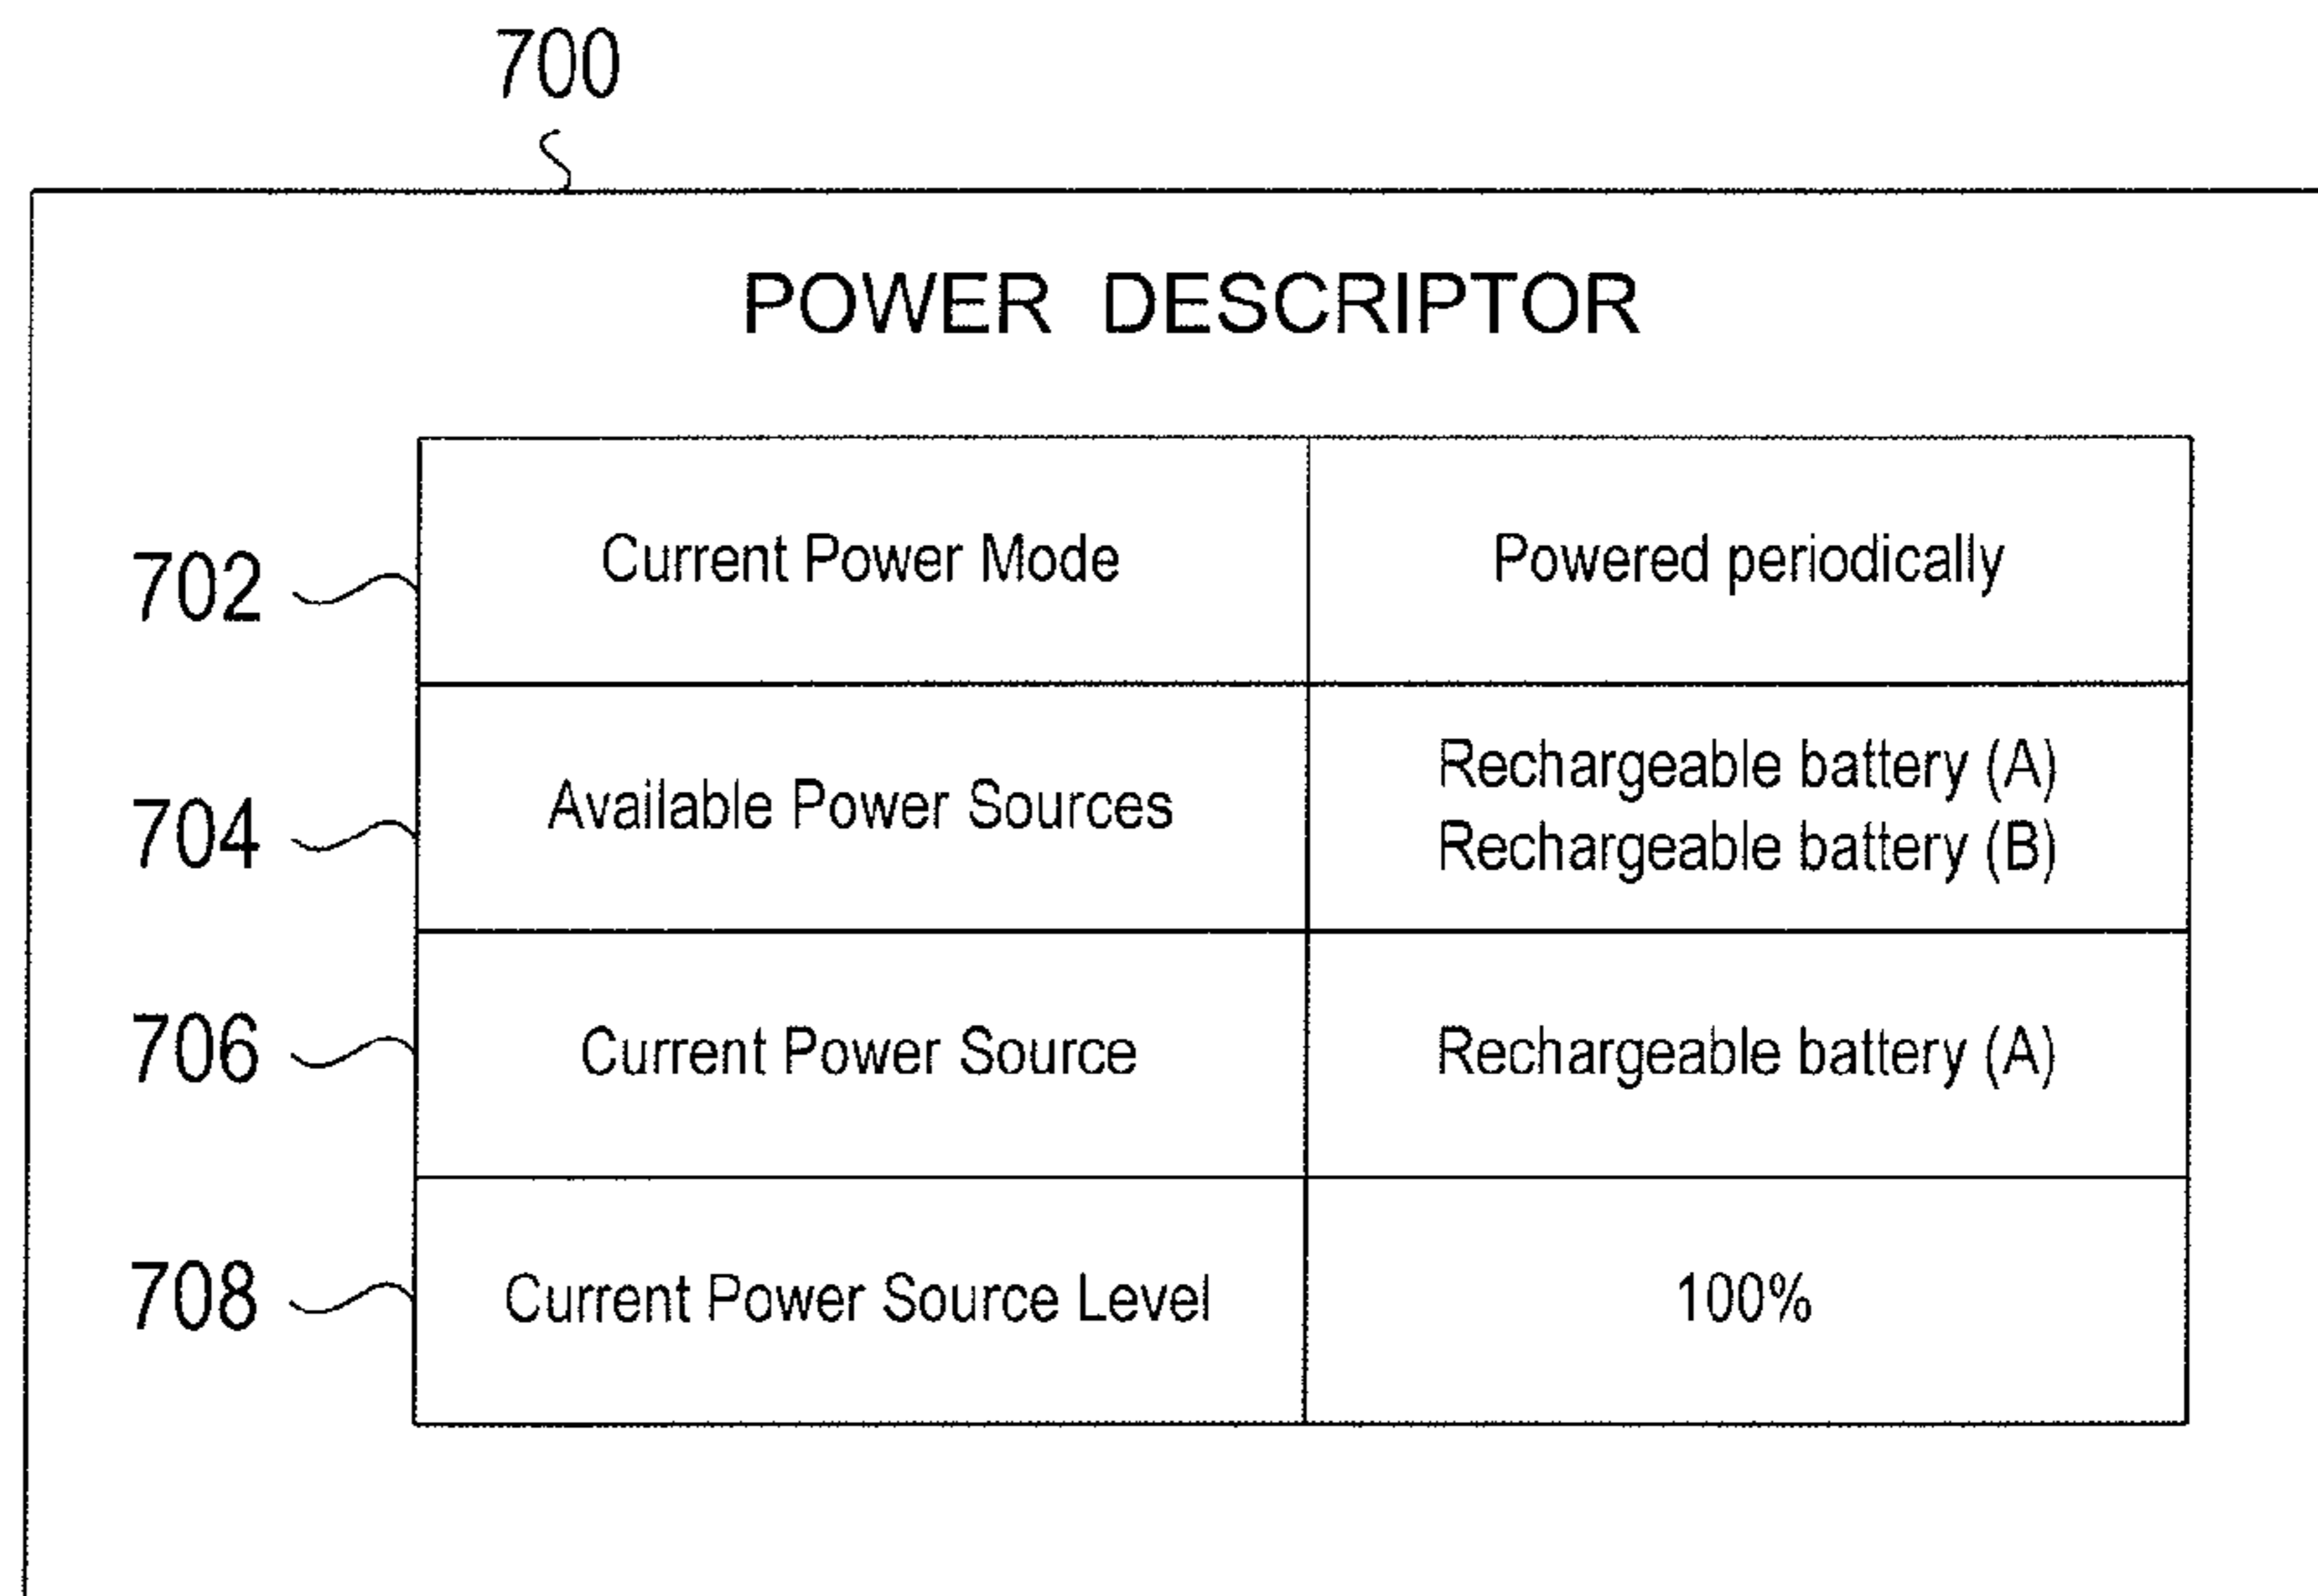 700
POWER DESCRIPTOR
702 Current Power Mode Powered periodically
704 Available Power Sources Rechargeable battery (A)
Rechargeable battery (B)
706 Current Power Source Rechargeable battery (A)
708 Current Power Source Level 100%